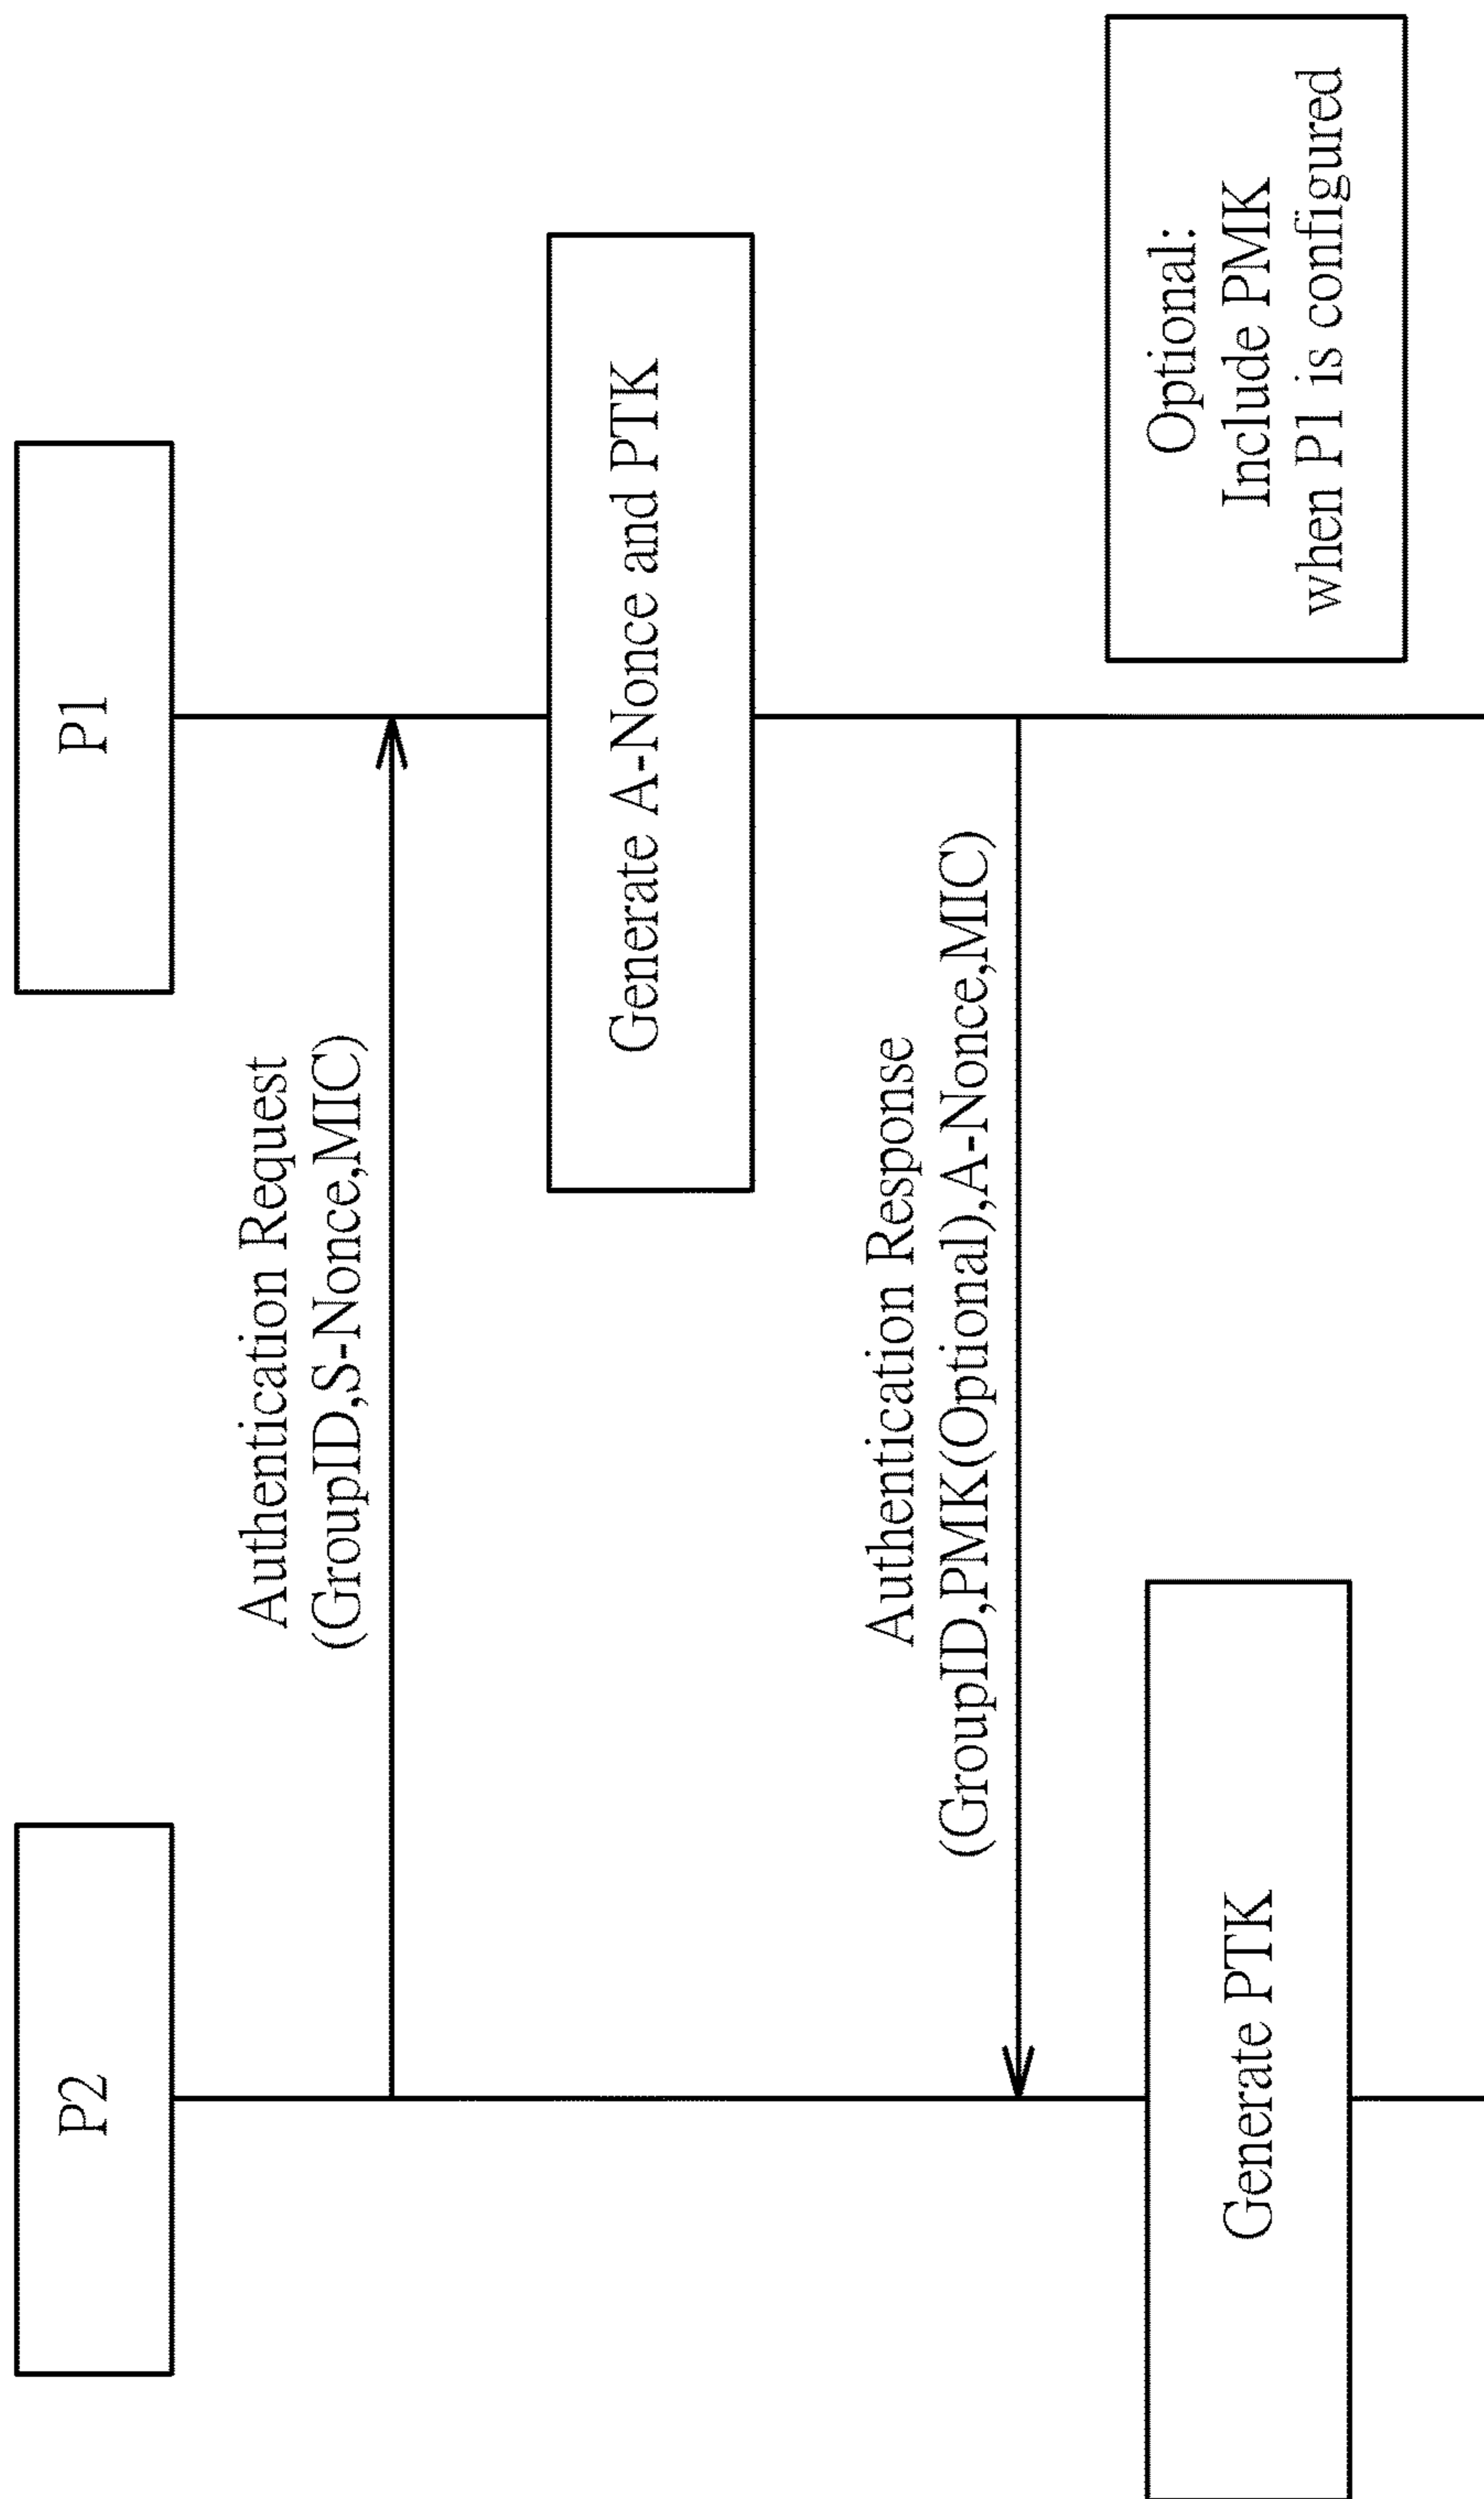 P2
P1
Authentication Request
(GroupID,S-Nonce,MIC)
Generate A-Nonce and PTK
Authentication Response
(GroupID,PMK(Optional),A-Nonce,MIC)
Generate PTK
Optional:
Include PMK
when P1 is configured